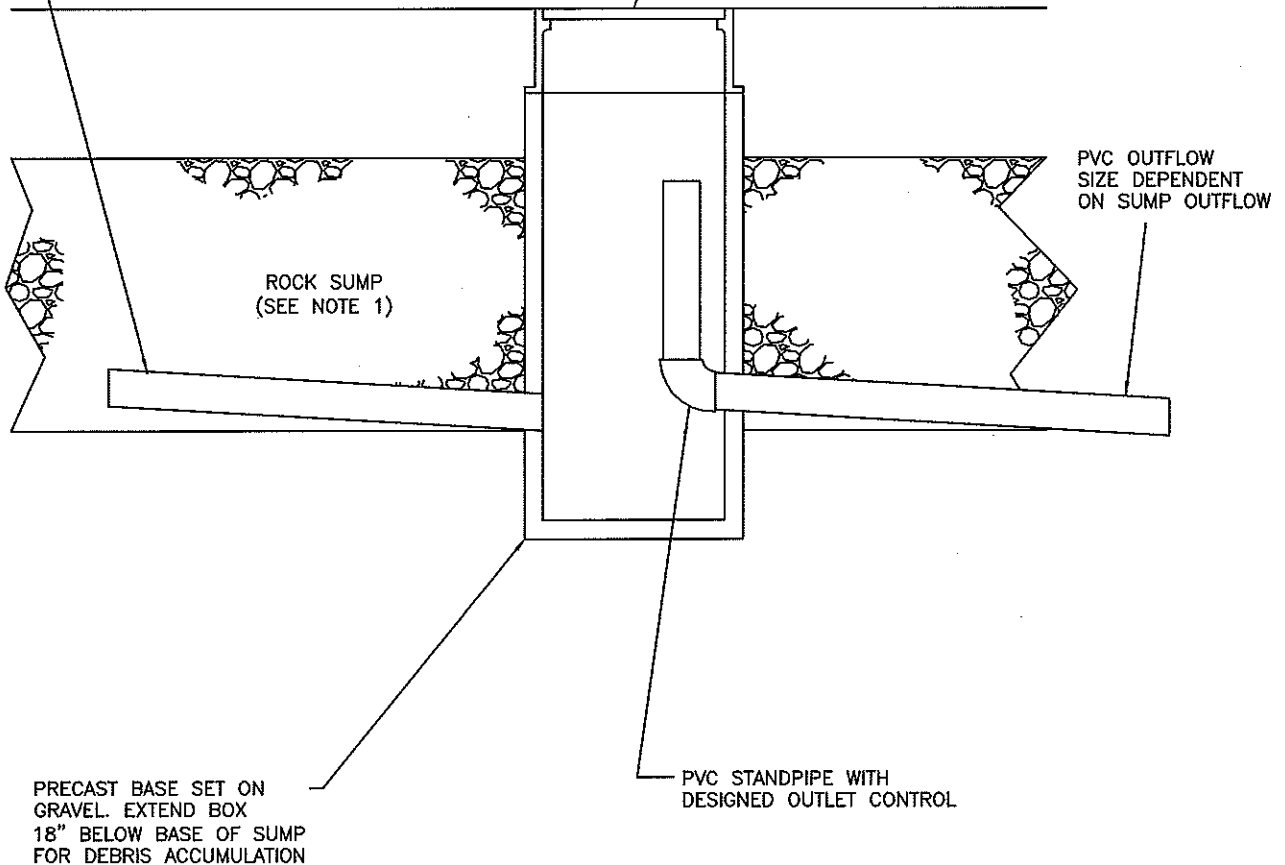 PVC OUTFLOW
SIZE DEPENDENT
ON SUMP OUTFLOW
ROCK SUMP
(SEE NOTE 1)
PRECAST BASE SET ON
GRAVEL. EXTEND BOX
18" BELOW BASE OF SUMP
FOR DEBRIS ACCUMULATION
PVC STANDPIPE WITH
DESIGNED OUTLET CONTROL